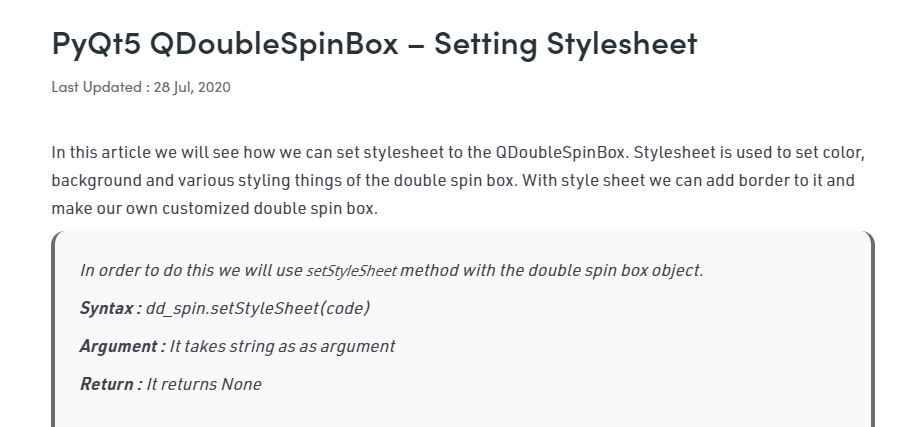 PyQt5 QDoubleSpinBox – Setting Stylesheet
Last Updated : 28 Jul, 2020
In this article we will see how we can set stylesheet to the QDoubleSpinBox. Stylesheet is used to set color,
background and various styling things of the double spin box. With style sheet we can add border to it and
make our own customized double spin box.
In order to do this we will use setStyleSheet method with the double spin box object.
Syntax : dd_spin.setStyleSheet(code)
Argument : It takes string as as argument
Return : It returns None